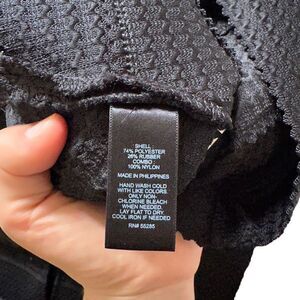 SHELL:
74% POLYESTER
26% RUBBER
COMBO:
100% NYLON
MADE IN PHILIPPINES
HAND WASH COLD
WITH LIKE COLORS
ONLY NON-
CHLORINE BLEACH
WHEN NEEDED.
LAY FLAT TO DRY.
COOL IRON IF NEEDED
RN# 55285